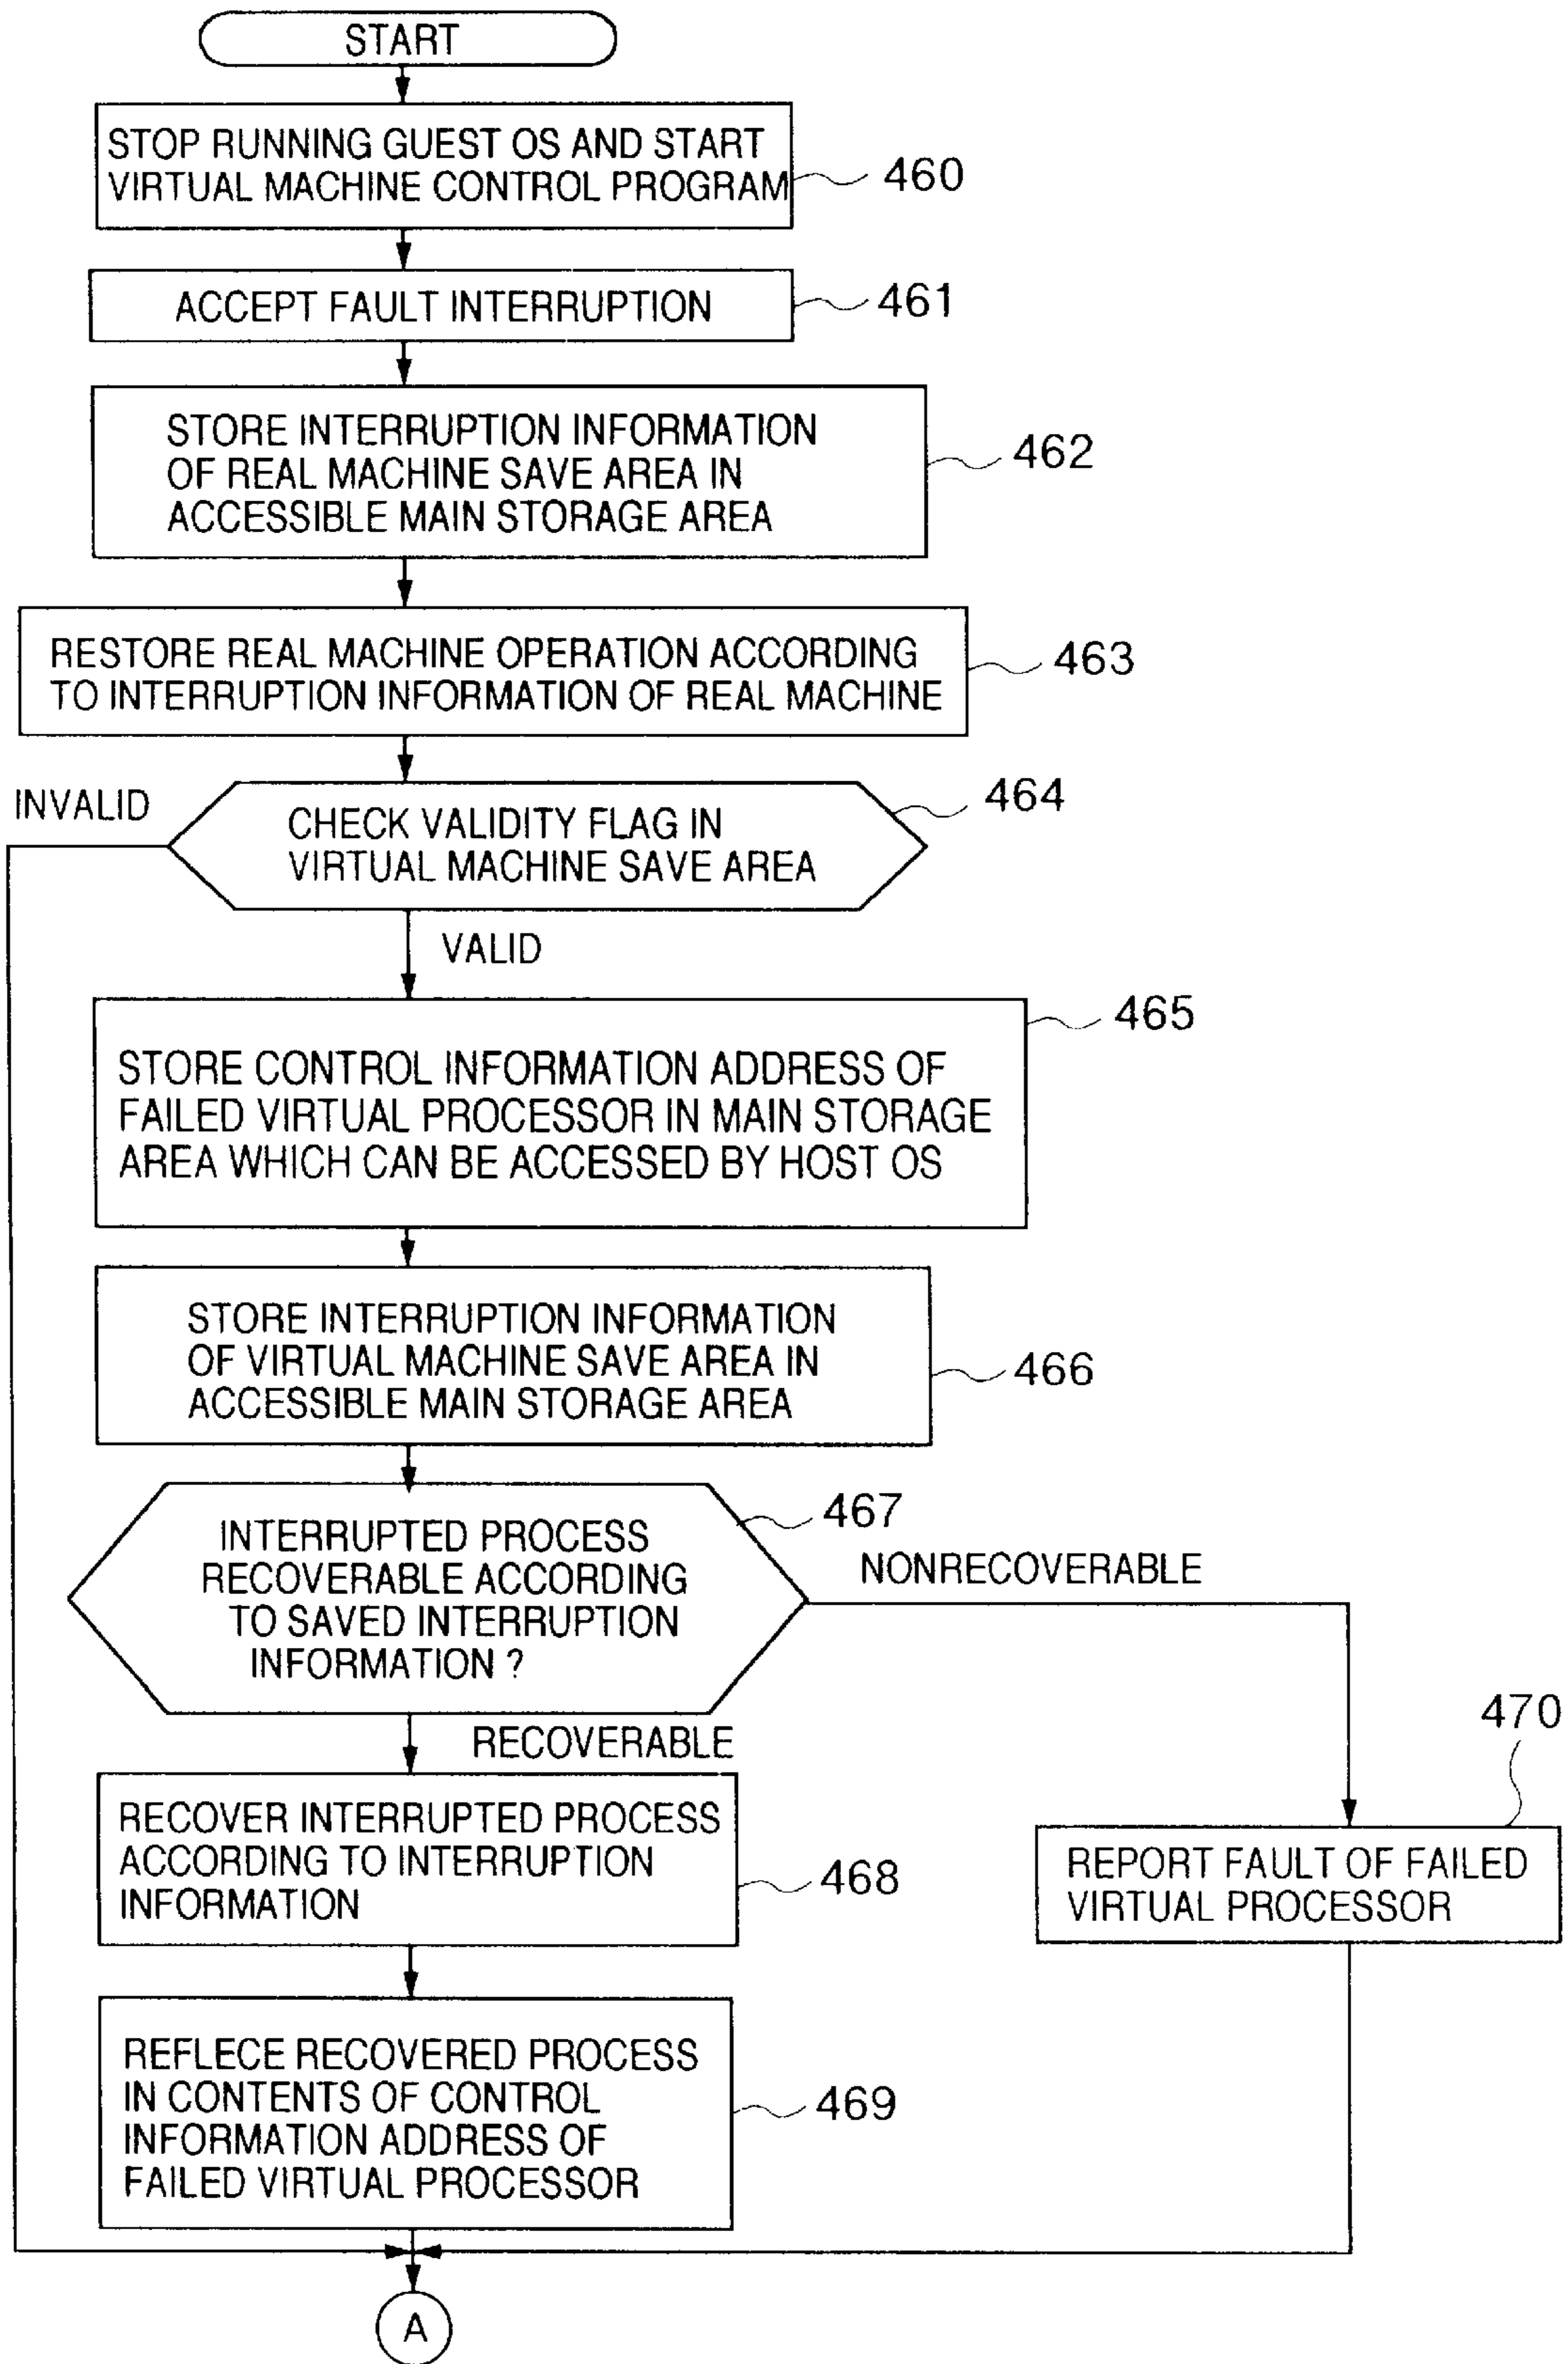 START
STOP RUNNING GUEST OS AND START
VIRTUAL MACHINE CONTROL PROGRAM
460
ACCEPT FAULT INTERRUPTION
461
STORE INTERRUPTION INFORMATION
OF REAL MACHINE SAVE AREA IN
ACCESSIBLE MAIN STORAGE AREA
462
RESTORE REAL MACHINE OPERATION ACCORDING
TO INTERRUPTION INFORMATION OF REAL MACHINE
463
INVALID
CHECK VALIDITY FLAG IN
VIRTUAL MACHINE SAVE AREA
464
VALID
STORE CONTROL INFORMATION ADDRESS OF
FAILED VIRTUAL PROCESSOR IN MAIN STORAGE
AREA WHICH CAN BE ACCESSED BY HOST OS
465
STORE INTERRUPTION INFORMATION
OF VIRTUAL MACHINE SAVE AREA IN
ACCESSIBLE MAIN STORAGE AREA
466
INTERRUPTED PROCESS
RECOVERABLE ACCORDING
TO SAVED INTERRUPTION
INFORMATION ?
467
NONRECOVERABLE
RECOVERABLE
RECOVER INTERRUPTED PROCESS
ACCORDING TO INTERRUPTION
INFORMATION
468
470
REPORT FAULT OF FAILED
VIRTUAL PROCESSOR
REFLECE RECOVERED PROCESS
IN CONTENTS OF CONTROL
INFORMATION ADDRESS OF
FAILED VIRTUAL PROCESSOR
469
A